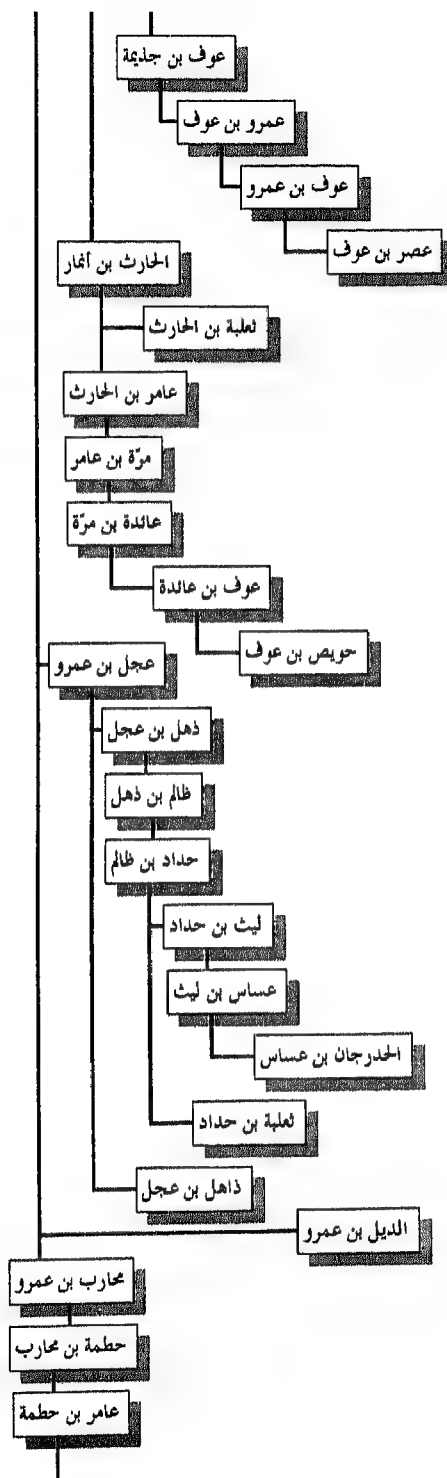 عوف بن جذيمة
عمرو بن عوف
عوف بن عمرو
عصر بن عوف
الحارث بن أنمار
ثعلبة بن الحارث
عامر بن الحارث
مرّة بن عامر
عائدة بن مرّة
عوف بن عائدة
حويص بن عوف
عجل بن عمرو
ذهل بن عجل
ظالم بن ذهل
حداد بن ظالم
ليث بن حداد
عساس بن ليث
الحدرجان بن عساس
ثعلبة بن حداد
ذاهل بن عجل
الديل بن عمرو
محارب بن عمرو
حطمة بن محارب
عامر بن حطمة